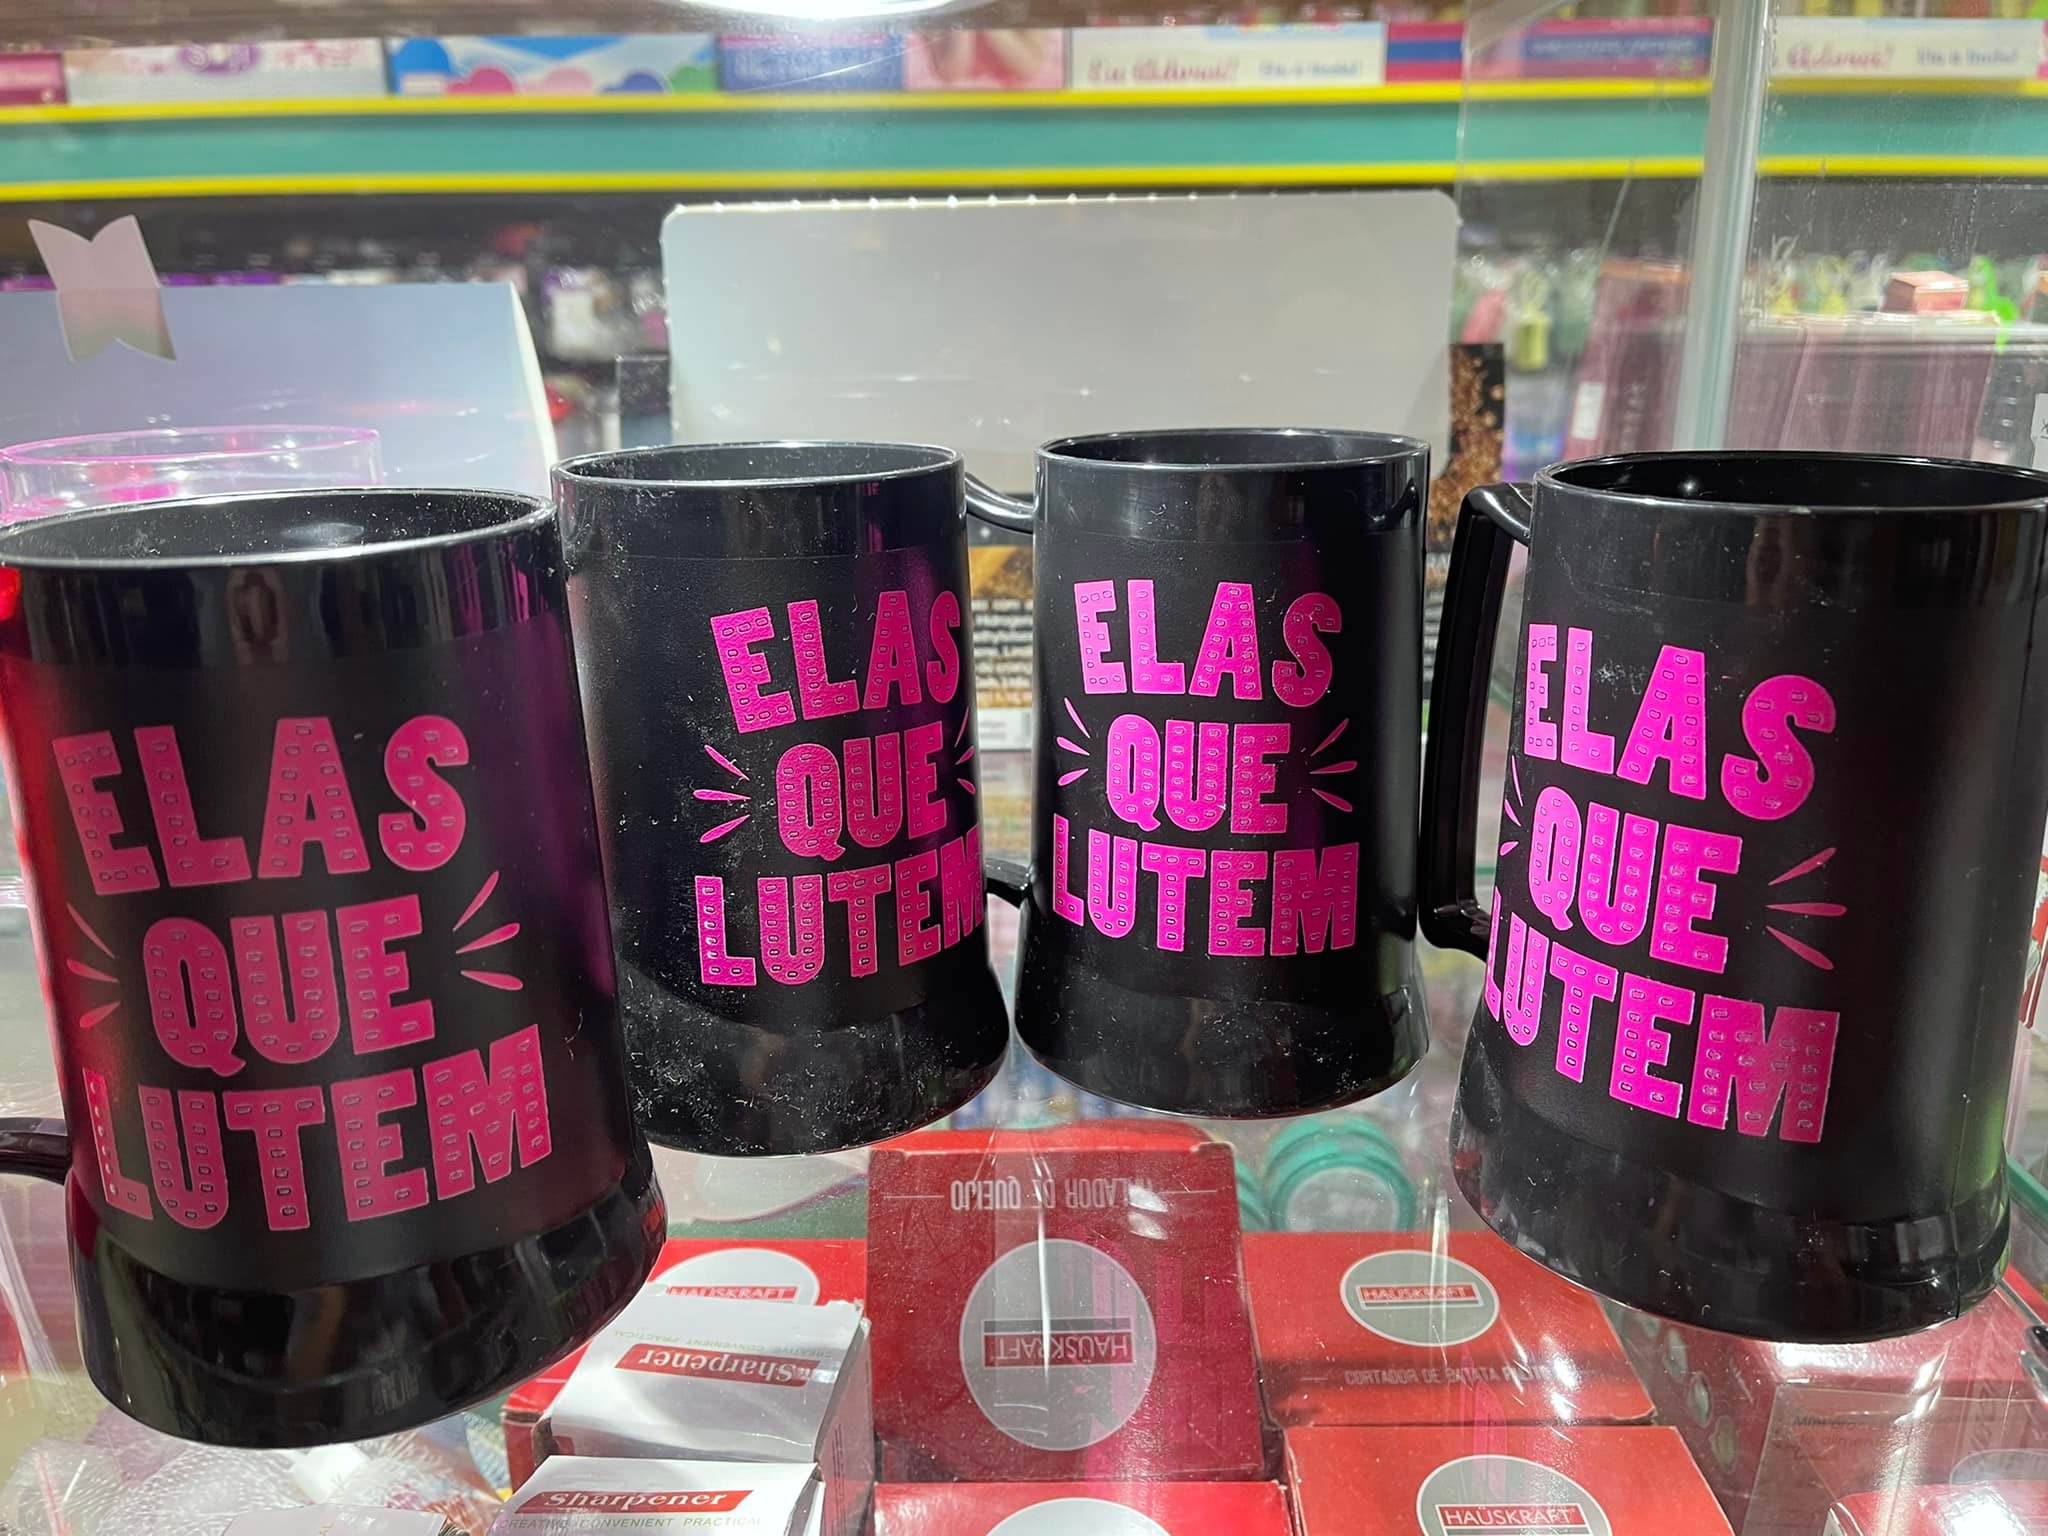 ELAS
QUE
LUTEM
ELAS
QUE
LUTEM
ELAS
QUE
LUTEM
ELAS
QUE
LUTEM
RALADOR DE QUEIJO
HAÜSKRAFT
HAÜSKRAFT
HAÜSKRAFT
CORTADOR DE BATATA
Sharpener
CREATIVE CONVENIENT PRACTICAL
Sharpener
CREATIVE CONVENIENT PRACTICAL
HAÜSKRAFT